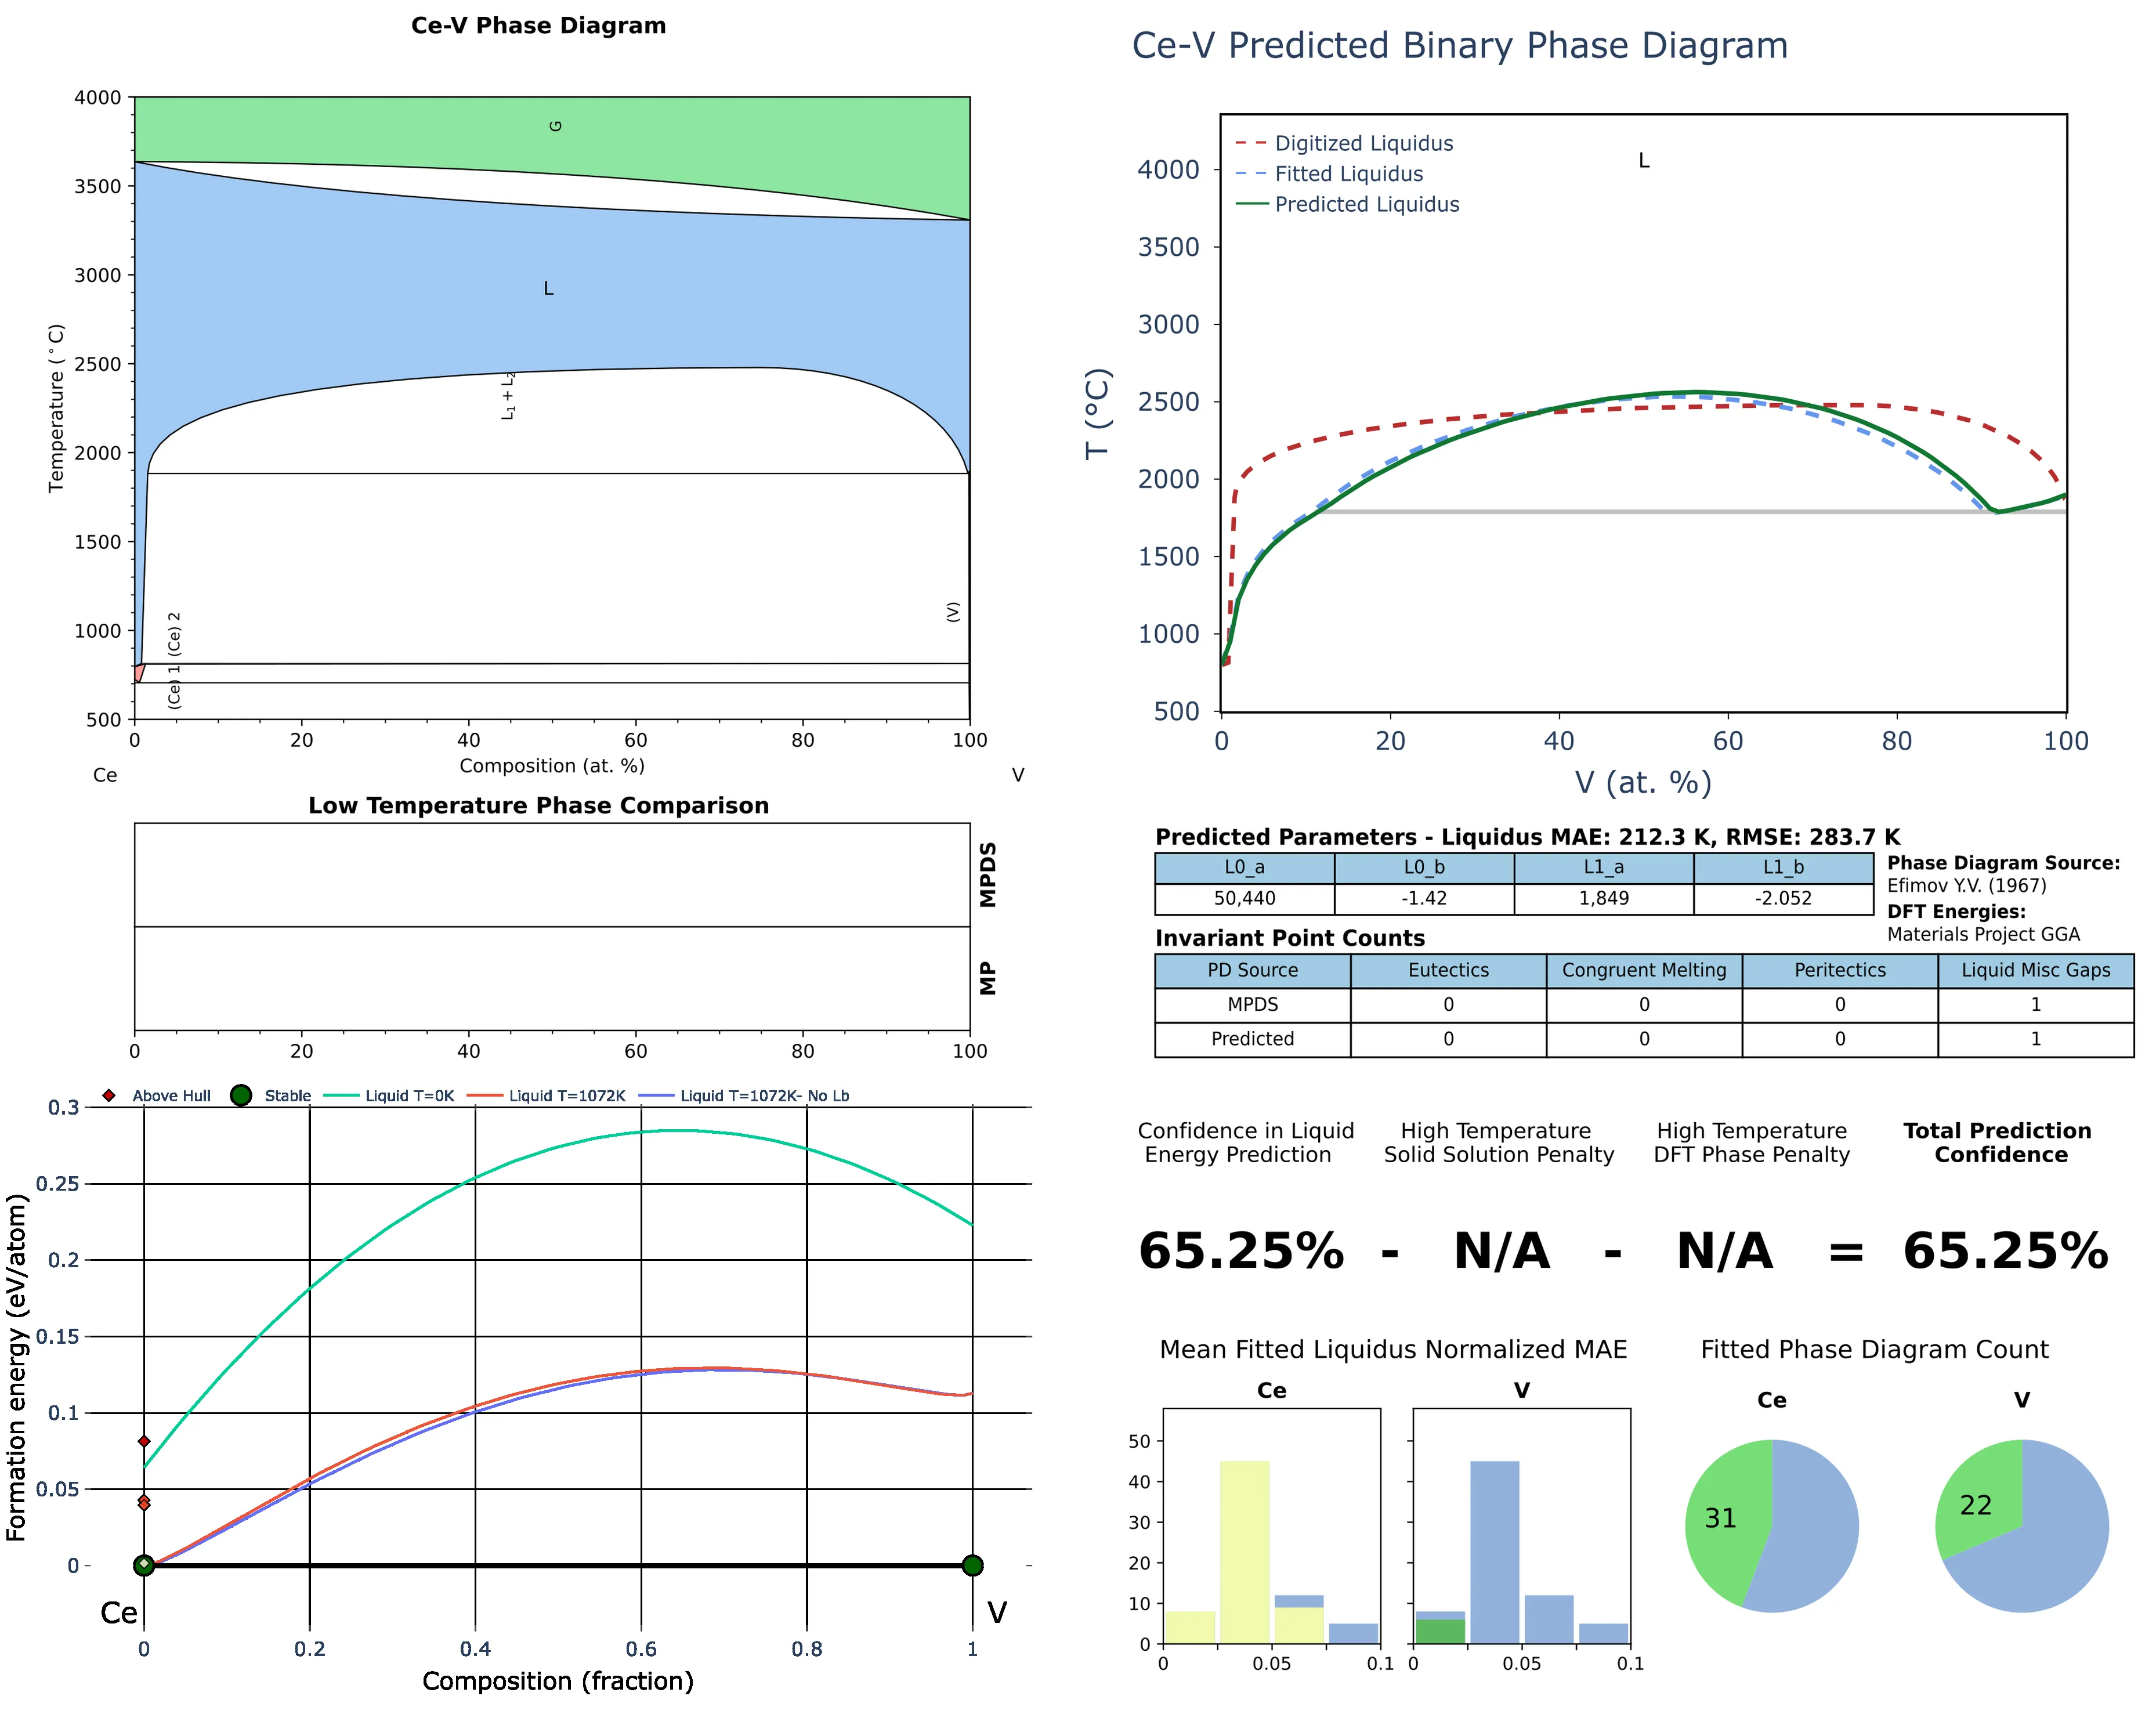 Ce-V Phase Diagram
4000
3500
3000
2500
2000
1500
1000
500
Temperature (°C)
G
L
L1 + L2
(Ce) 2
(Ce) 1
(V)
0 20 40 60 80 100
Composition (at. %)
Ce V
Low Temperature Phase Comparison
MPDS
MP
0 20 40 60 80 100
Above Hull Stable Liquid T=0K Liquid T=1072K Liquid T=1072K- No Lb
0.3
0.25
0.2
0.15
0.1
0.05
0
Formation energy (eV/atom)
Ce V
0 0.2 0.4 0.6 0.8 1
Composition (fraction)
Ce-V Predicted Binary Phase Diagram
Digitized Liquidus
Fitted Liquidus
Predicted Liquidus
L
4000
3500
3000
2500
2000
1500
1000
500
T (°C)
0 20 40 60 80 100
V (at. %)
Predicted Parameters - Liquidus MAE: 212.3 K, RMSE: 283.7 K
L0_a L0_b L1_a L1_b
50,440 -1.42 1,849 -2.052
Phase Diagram Source:
Efimov Y.V. (1967)
DFT Energies:
Materials Project GGA
Invariant Point Counts
PD Source Eutectics Congruent Melting Peritectics Liquid Misc Gaps
MPDS 0 0 0 1
Predicted 0 0 0 1
Confidence in Liquid
Energy Prediction
High Temperature
Solid Solution Penalty
High Temperature
DFT Phase Penalty
Total Prediction
Confidence
65.25% - N/A - N/A = 65.25%
Mean Fitted Liquidus Normalized MAE
Ce V
50
40
30
20
10
0
0 0.05 0.1 0 0.05 0.1
Fitted Phase Diagram Count
Ce V
31 22